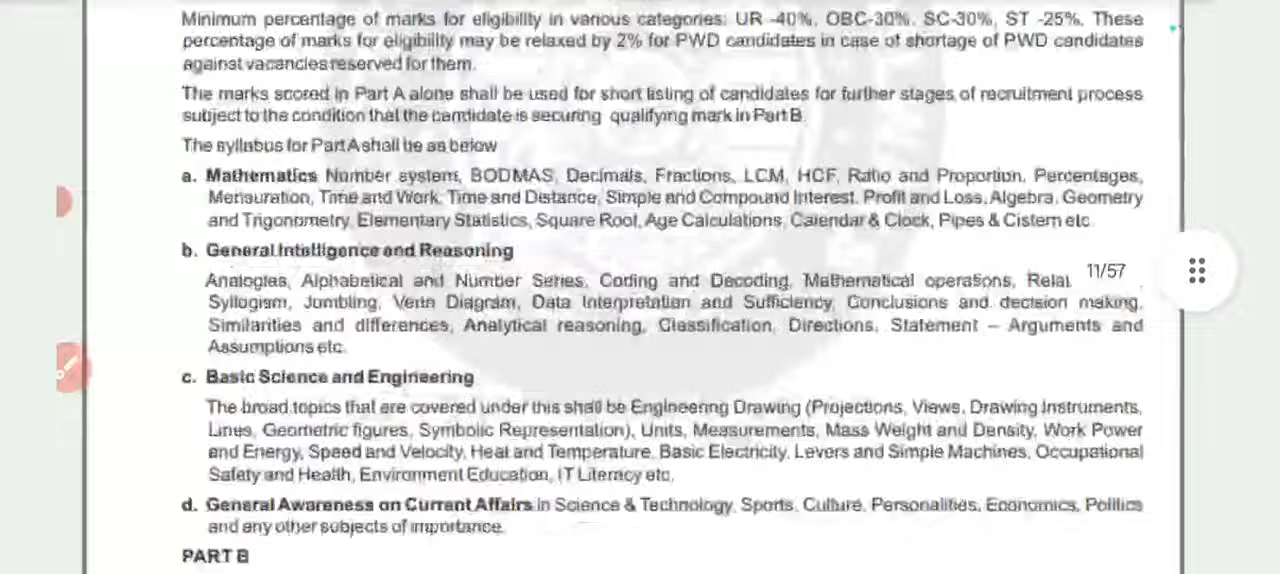 Minimum percentage of marks for eligibility in various categories: UR -40%, OBC-30%, SC-30%, ST -25%. These
percentage of marks for eligibility may be relaxed by 2% for PWD candidates in case of shortage of PWD candidates
against vacancies reserved for them.
The marks scored in Part A alone shall be used for short listing of candidates for further stages of recruitment process
subject to the condition that the candidate is securing qualifying mark in Part B.
The syllabus for Part A shall be as below
a. Mathematics Number system, BODMAS, Decimals, Fractions, LCM, HCF, Ratio and Proportion, Percentages,
Mensuration, Time and Work, Time and Distance, Simple and Compound Interest, Profit and Loss, Algebra, Geometry
and Trigonometry, Elementary Statistics, Square Root, Age Calculations, Calendar & Clock, Pipes & Cistern etc.
b. General Intelligence and Reasoning
Analogies, Alphabetical and Number Series, Coding and Decoding, Mathematical operations, Relat
11/57
Syllogism, Jumbling, Venn Diagram, Data Interpretation and Sufficiency, Conclusions and decision making,
Similarities and differences, Analytical reasoning, Classification, Directions, Statement – Arguments and
Assumptions etc.
c. Basic Science and Engineering
The broad topics that are covered under this shall be Engineering Drawing (Projections, Views, Drawing Instruments,
Lines, Geometric figures, Symbolic Representation), Units, Measurements, Mass Weight and Density, Work Power
and Energy, Speed and Velocity, Heat and Temperature, Basic Electricity, Levers and Simple Machines, Occupational
Safety and Health, Environment Education, IT Literacy etc.
d. General Awareness on Current Affairs in Science & Technology, Sports, Culture, Personalities, Economics, Politics
and any other subjects of importance.
PART B